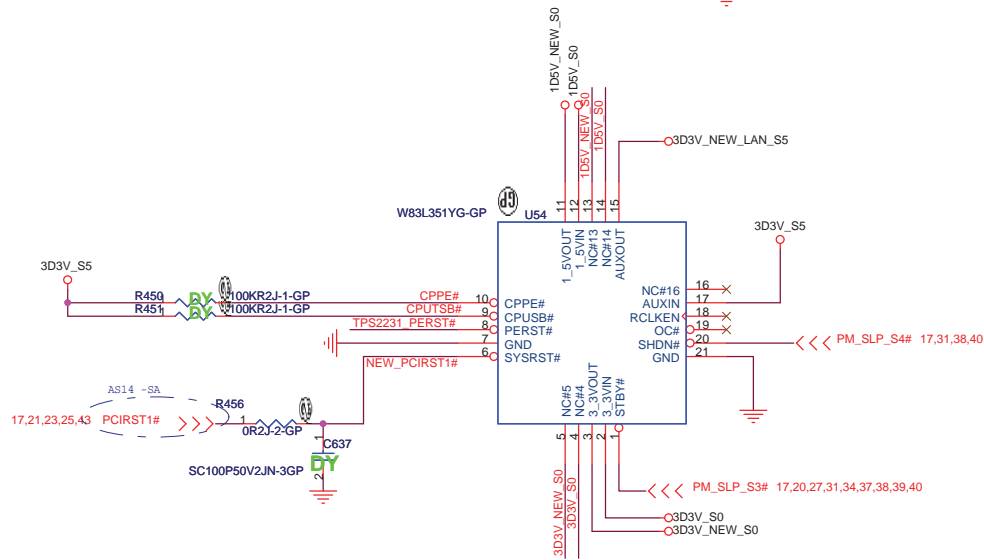 1D5V_NEW_S0
1D5V_S0
1D5V_NEW_S0
1D5V_S0
3D3V_NEW_LAN_S5
W83L351YG-GP
GP
U54
11
12
13
14
15
1_5VOUT
1_5VIN
NC#13
NC#14
AUXOUT
3D3V_S5
3D3V_S5
R450
DY
100KR2J-1-GP
R451
1
DY
100KR2J-1-GP
CPPE#
10
CPPE#
CPUTSB#
9
CPUSB#
TPS2231_PERST#
8
PERST#
7
GND
NEW_PCIRST1#
6
SYSRST#
NC#16
16
AUXIN
17
RCLKEN
18
OC#
19
SHDN#
20
GND
21
PM_SLP_S4# 17,31,38,40
NC#5
NC#4
3_3VOUT
3_3VIN
STBY#
5
4
3
2
1
AS14 -SA
17,21,23,25,43 PCIRST1#
R456
1
0R2J-2-GP
1
C637
DY
2
SC100P50V2JN-3GP
3D3V_NEW_S0
3D3V_S0
PM_SLP_S3# 17,20,27,31,34,37,38,39,40
3D3V_S0
3D3V_NEW_S0